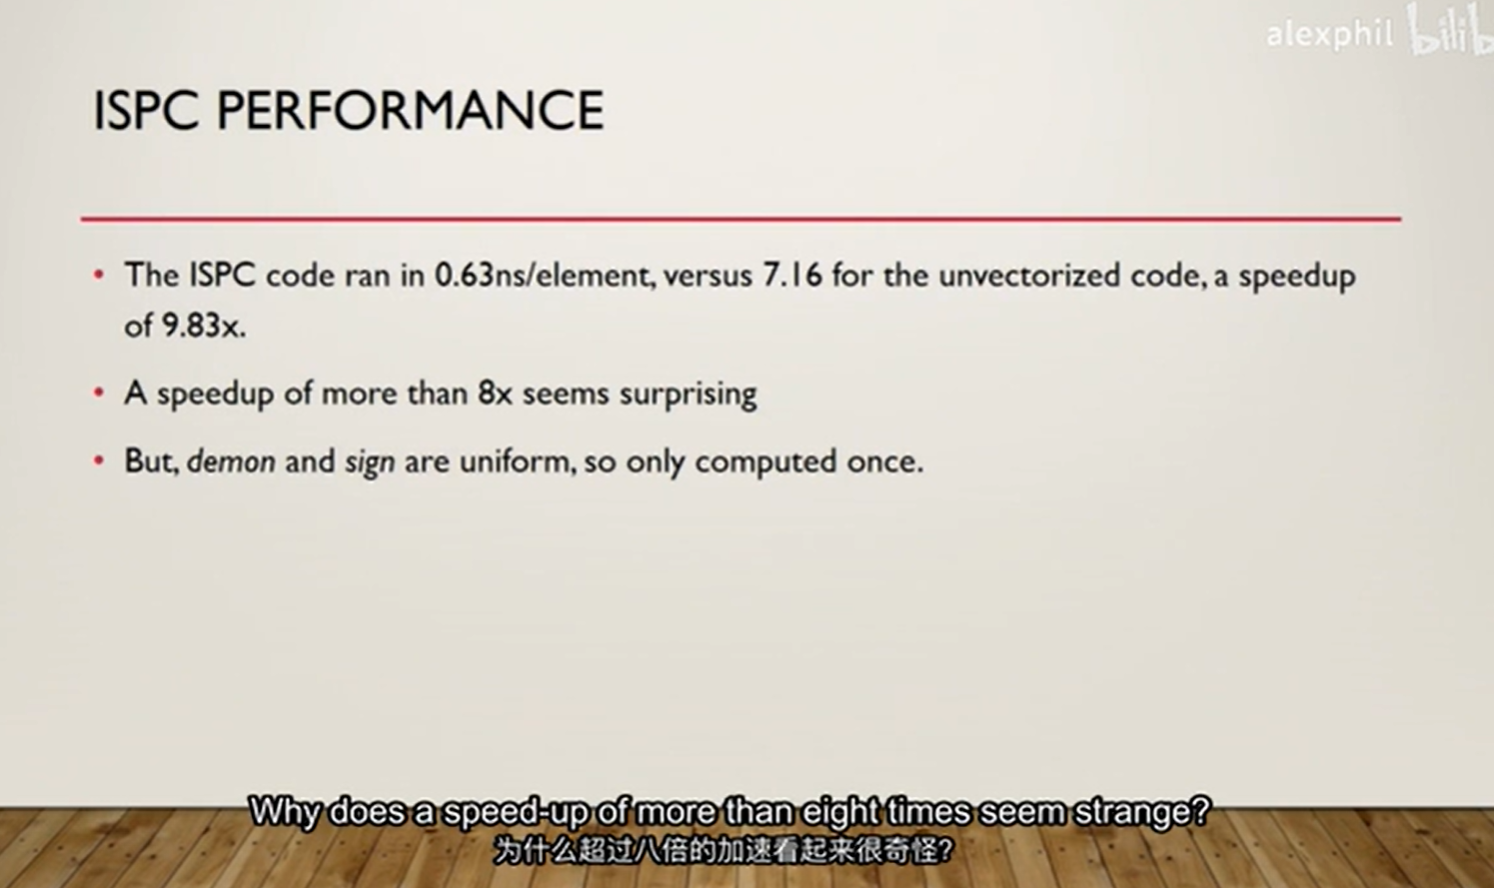 alexphil bilib
ISPC PERFORMANCE
• The ISPC code ran in 0.63ns/element, versus 7.16 for the unvectorized code, a speedup
of 9.83x.
• A speedup of more than 8x seems surprising
• But, demon and sign are uniform, so only computed once.
Why does a speed-up of more than eight times seem strange?
为什么超过八倍的加速看起来很奇怪?